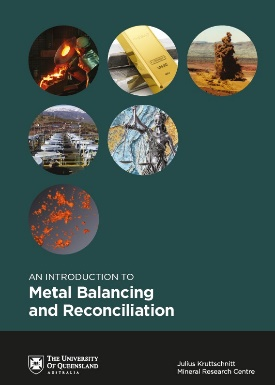 AN INTRODUCTION TO
Metal Balancing
and Reconciliation
THE UNIVERSITY
OF QUEENSLAND
AUSTRALIA
Julius Kruttschnitt
Mineral Research Centre